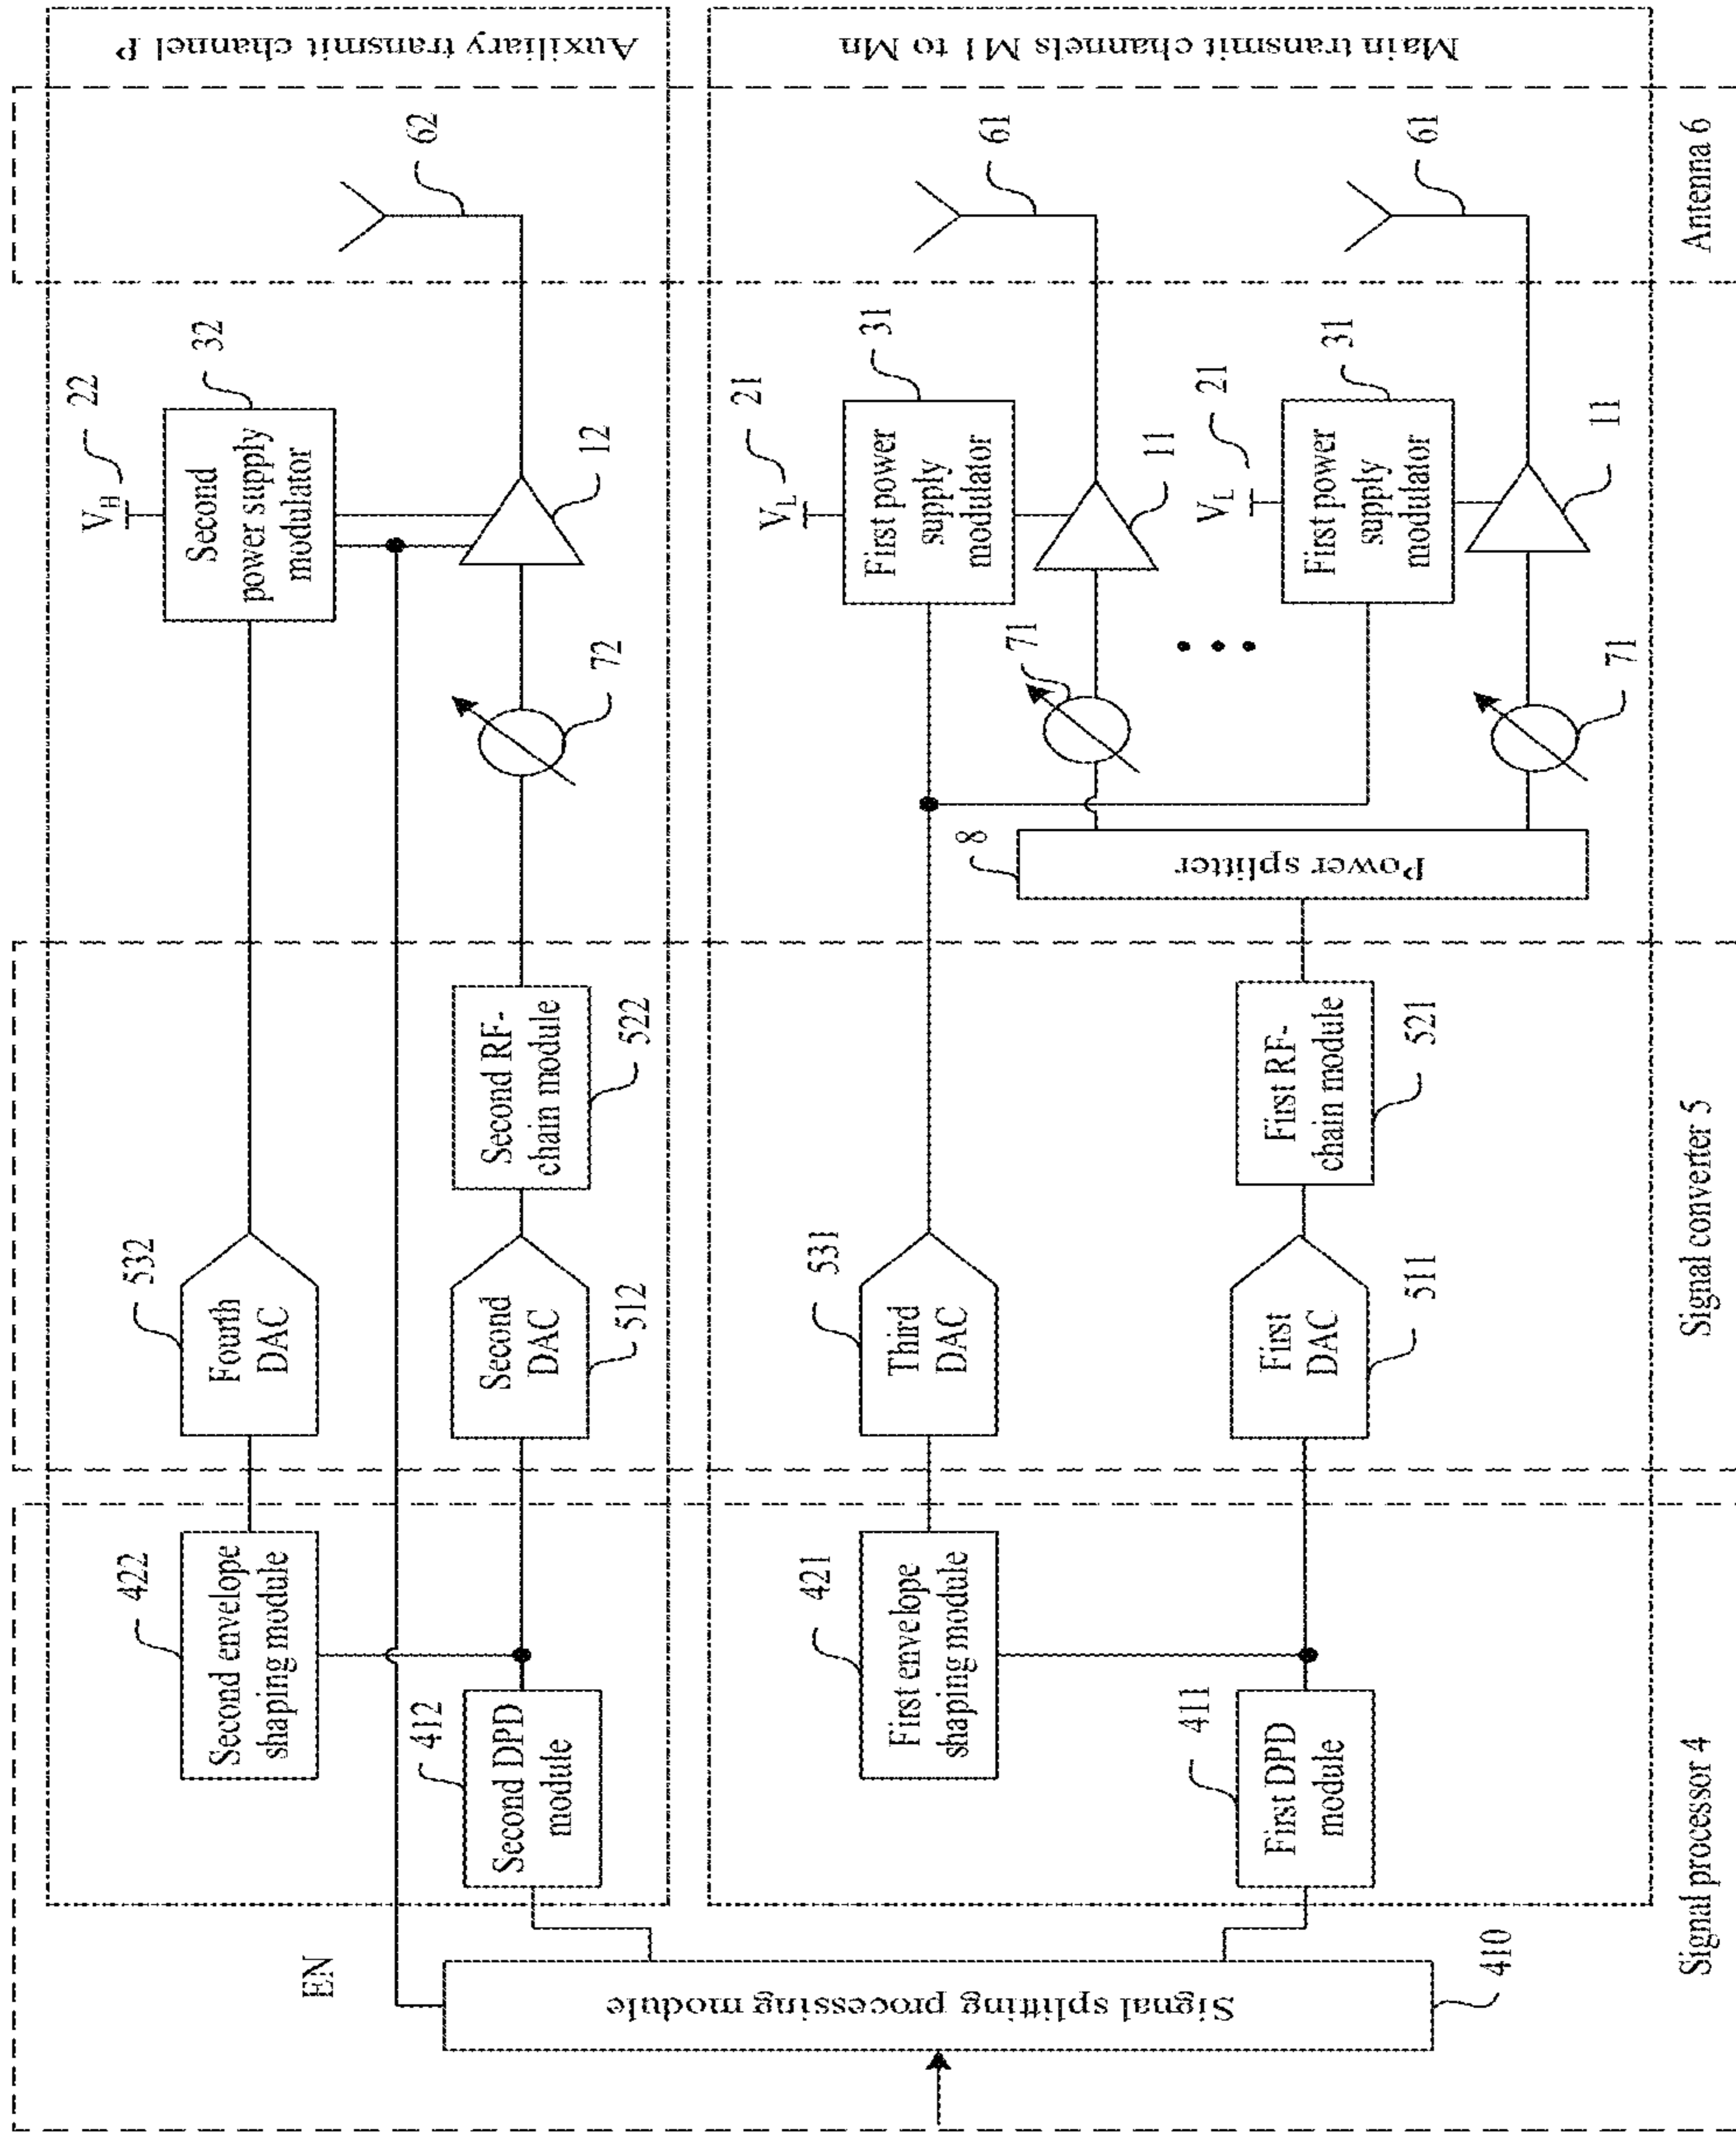 Auxiliary transmit channel P
422
Second envelope
shaping module
532
Fourth
DAC
V_H
22
Second
power supply
modulator
32
EN
412
Second DPD
module
Second
DAC
512
Second RF-
chain module
522
72
12
62
Main transmit channels M1 to Mn
421
First envelope
shaping module
531
Third
DAC
V_L
21
First power
supply
modulator
31
71
11
61
Signal splitting processing module
410
411
First DPD
module
First
DAC
511
First RF-
chain module
521
8
Power splitter
V_L
21
First power
supply
modulator
31
71
11
61
Signal processor 4
Signal converter 5
Antenna 6